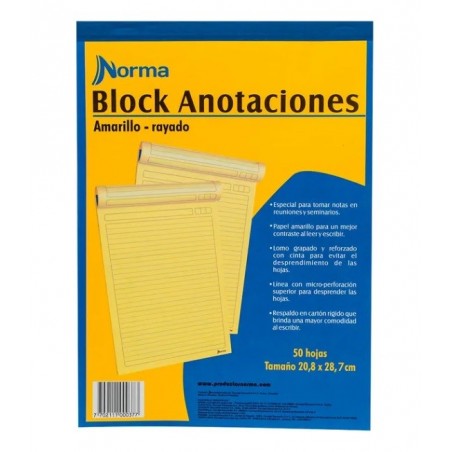 Norma
Block Anotaciones
Amarillo - rayado
• Especial para tomar notas en
reuniones y seminarios.
• Papel amarillo para un mejor
contraste al leer y escribir.
• Lomo grapado y reforzado
con cinta para evitar el
desprendimiento de las
hojas.
• Línea con micro-perforación
superior para desprender las
hojas.
• Respaldo en cartón rígido que
brinda una mayor comodidad
al escribir.
50 hojas
Tamaño 20,8 x 28,7cm
Norma